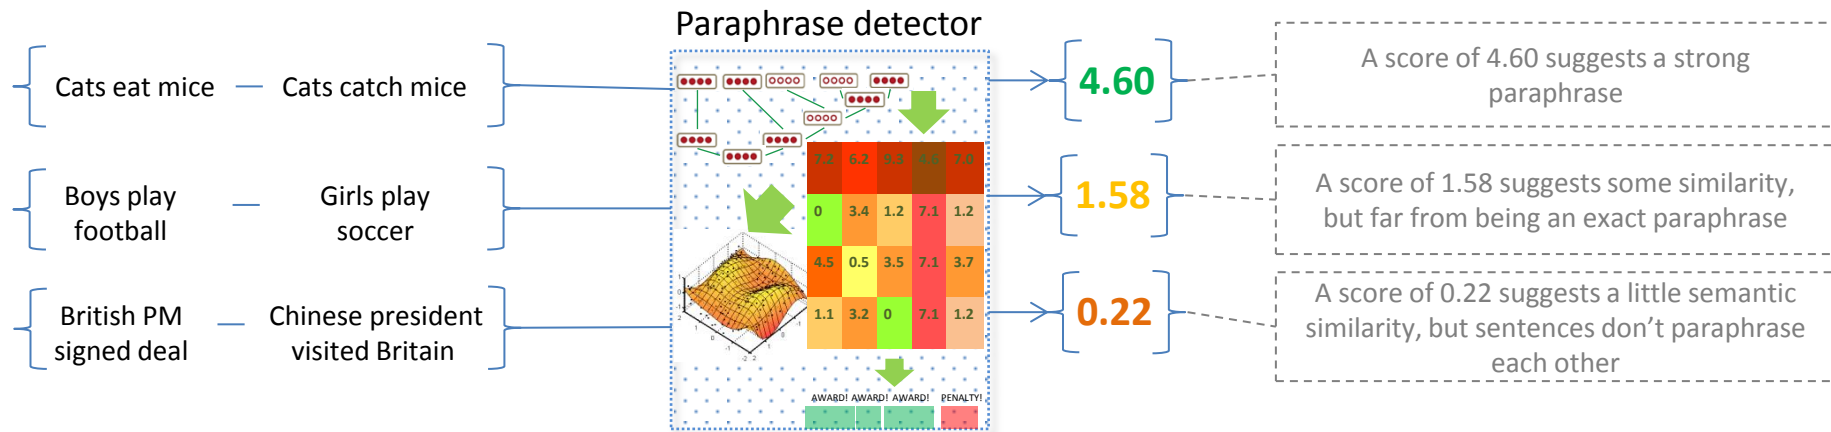 Paraphrase detector
Cats eat mice — Cats catch mice
4.60
A score of 4.60 suggests a strong
paraphrase
Boys play
football
—
Girls play
soccer
1.58
A score of 1.58 suggests some similarity,
but far from being an exact paraphrase
British PM
signed deal
—
Chinese president
visited Britain
0.22
A score of 0.22 suggests a little semantic
similarity, but sentences don't paraphrase
each other
7.2 6.2 9.3 7.0
0 3.4 1.2 7.1 1.2
4.5 0.5 3.5 7.1 3.7
1.1 3.2 0 7.1 1.2
AWARD! AWARD! AWARD! PENALTY!